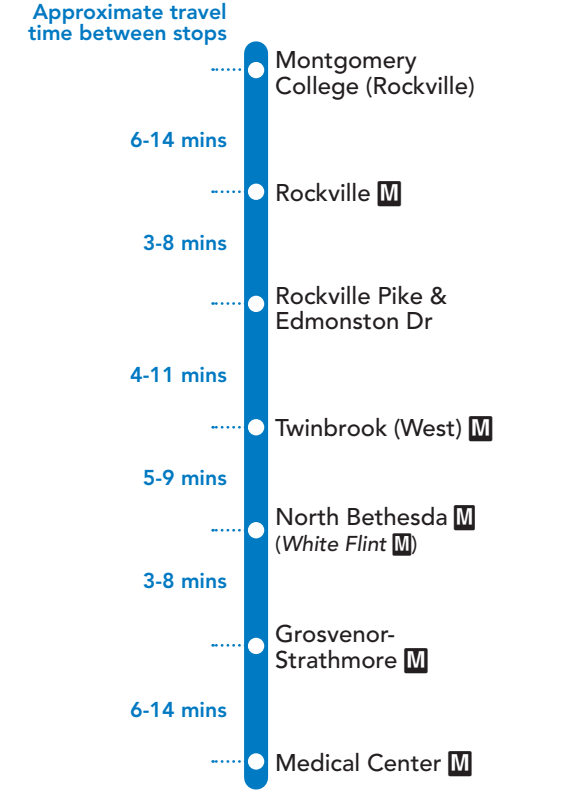 Approximate travel
time between stops
Montgomery
College (Rockville)
6-14 mins
Rockville M
3-8 mins
Rockville Pike &
Edmonston Dr
4-11 mins
Twinbrook (West) M
5-9 mins
North Bethesda M
(White Flint M)
3-8 mins
Grosvenor-
Strathmore M
6-14 mins
Medical Center M